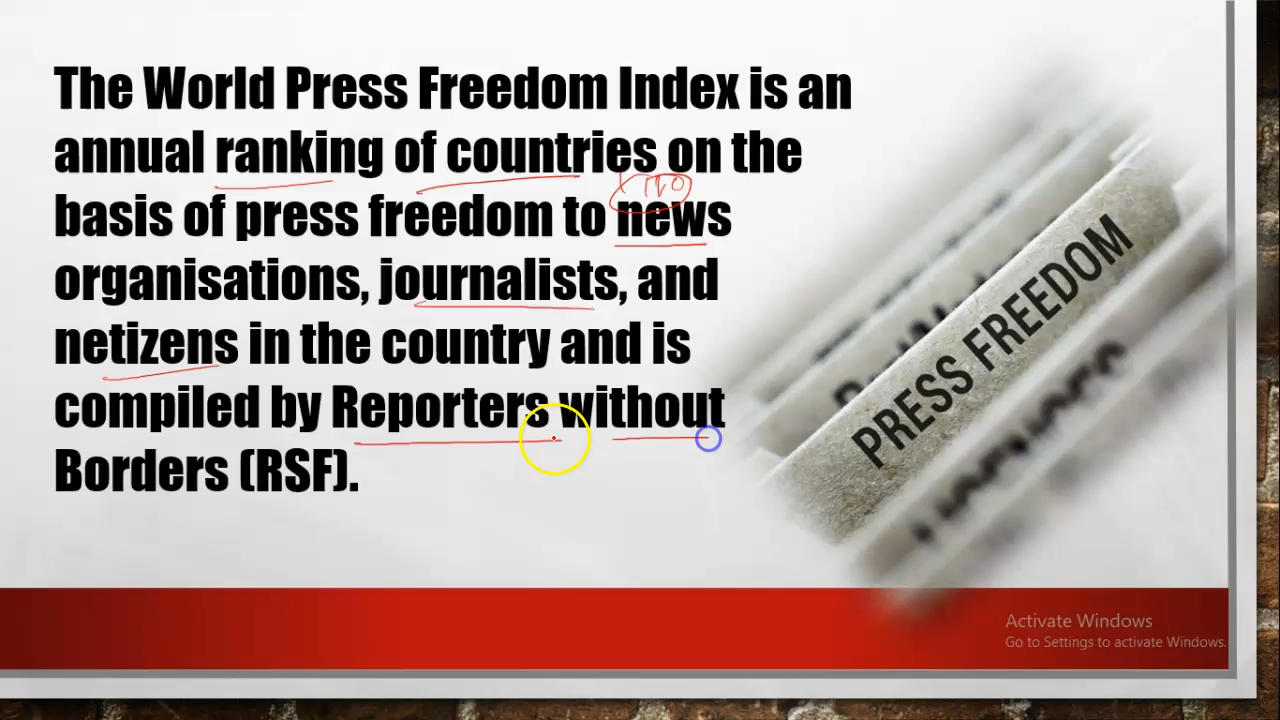 The World Press Freedom Index is an
annual ranking of countries on the
basis of press freedom to news
organisations, journalists, and
netizens in the country and is
compiled by Reporters without
Borders (RSF).
PRESS FREEDOM
Activate Windows
Go to Settings to activate Windows.